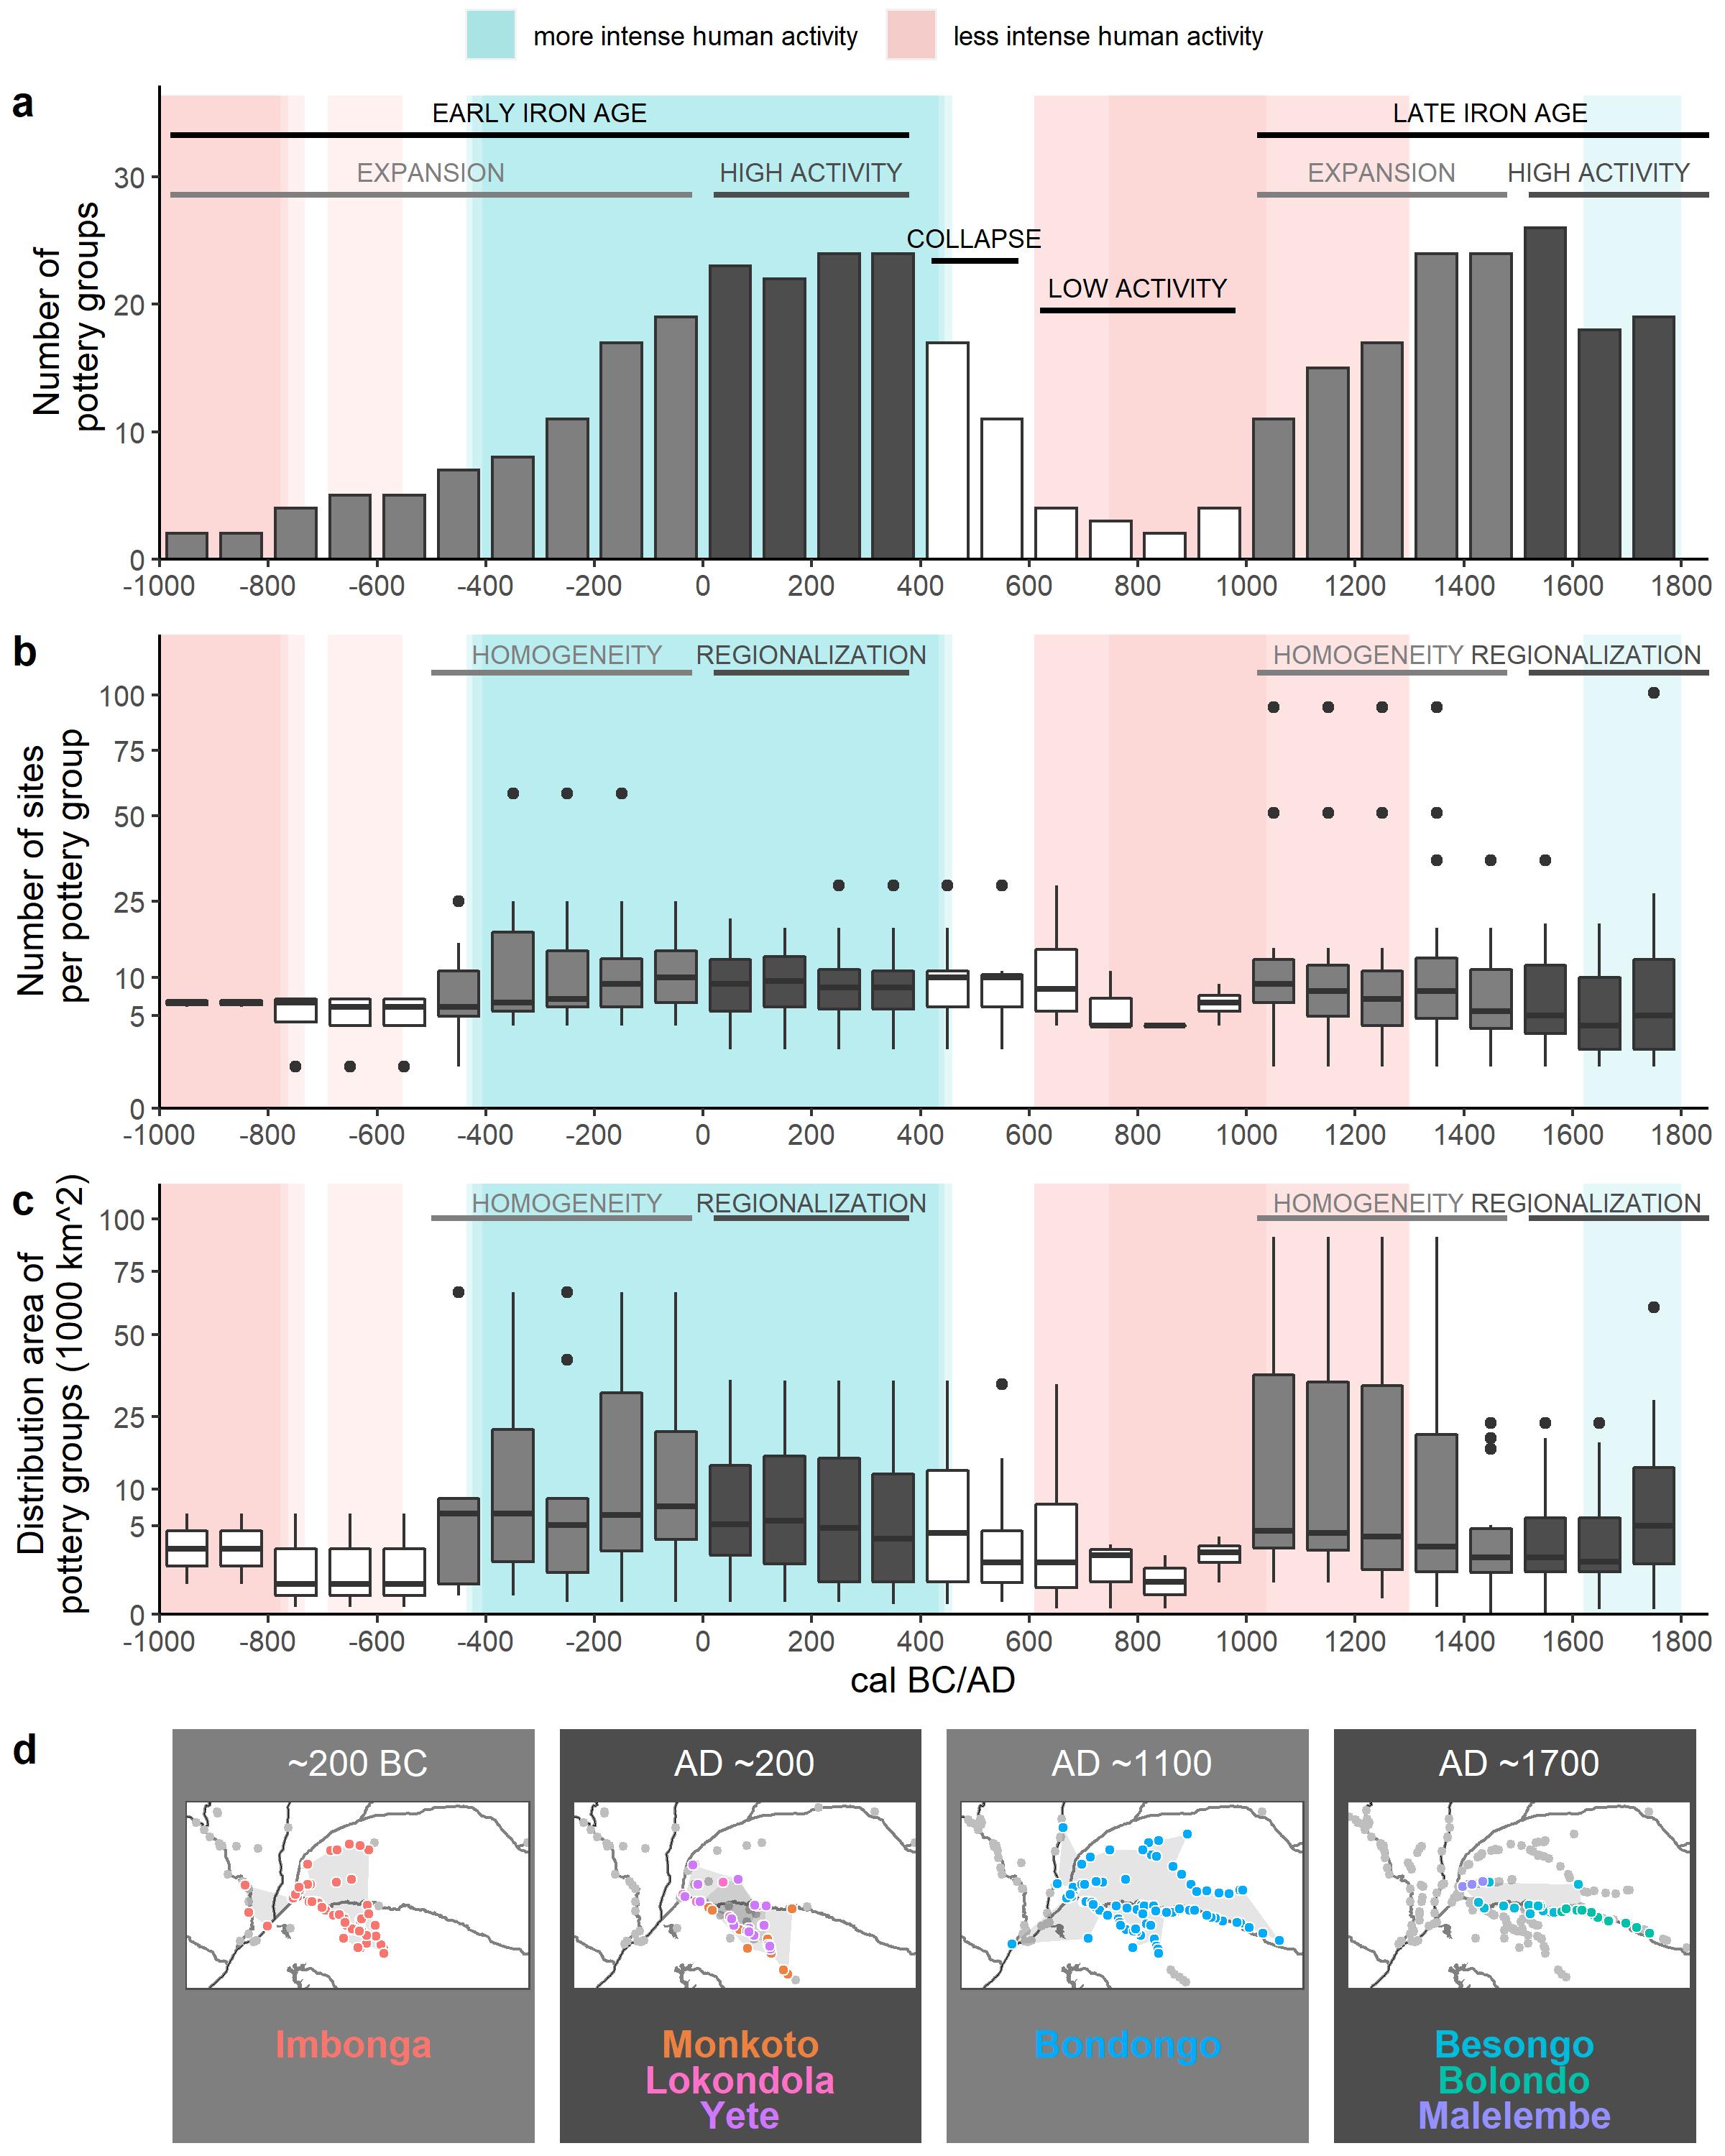 more intense human activity
less intense human activity
a
EARLY IRON AGE
LATE IRON AGE
EXPANSION
HIGH ACTIVITY
EXPANSION
HIGH ACTIVITY
COLLAPSE
LOW ACTIVITY
Number of
pottery groups
30
20
10
0
-1000 -800 -600 -400 -200 0 200 400 600 800 1000 1200 1400 1600 1800
b
HOMOGENEITY
REGIONALIZATION
HOMOGENEITY
REGIONALIZATION
Number of sites
per pottery group
100
75
50
25
10
5
0
-1000 -800 -600 -400 -200 0 200 400 600 800 1000 1200 1400 1600 1800
c
HOMOGENEITY
REGIONALIZATION
HOMOGENEITY
REGIONALIZATION
Distribution area of
pottery groups (1000 km^2)
100
75
50
25
10
5
0
-1000 -800 -600 -400 -200 0 200 400 600 800 1000 1200 1400 1600 1800
cal BC/AD
d
~200 BC
Imbonga
AD ~200
Monkoto
Lokondola
Yete
AD ~1100
Bondongo
AD ~1700
Besongo
Bolondo
Malelembe